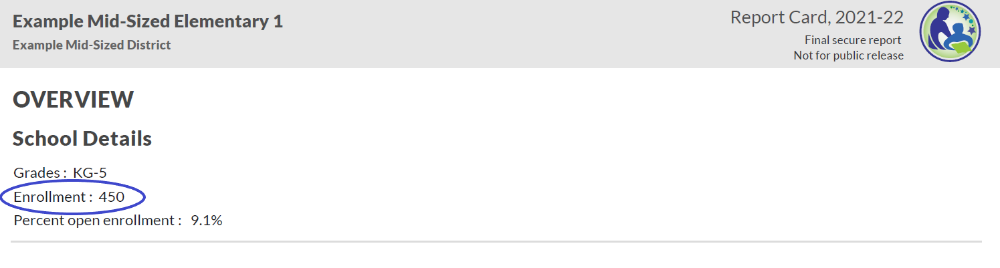 Example Mid-Sized Elementary 1
Example Mid-Sized District
Report Card, 2021-22
Final secure report
Not for public release
OVERVIEW
School Details
Grades : KG-5
Enrollment : 450
Percent open enrollment : 9.1%